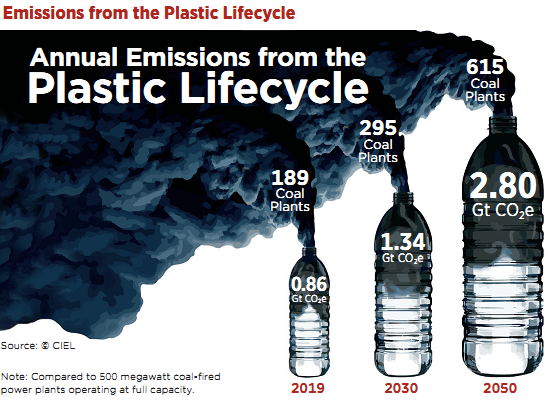 Emissions from the Plastic Lifecycle
Annual Emissions from the
Plastic Lifecycle
615
Coal
Plants
295
Coal
Plants
189
Coal
Plants
2.80
Gt CO₂e
1.34
Gt CO₂e
0.86
Gt CO₂e
Source: © CIEL
Note: Compared to 500 megawatt coal-fired
power plants operating at full capacity.
2019
2030
2050